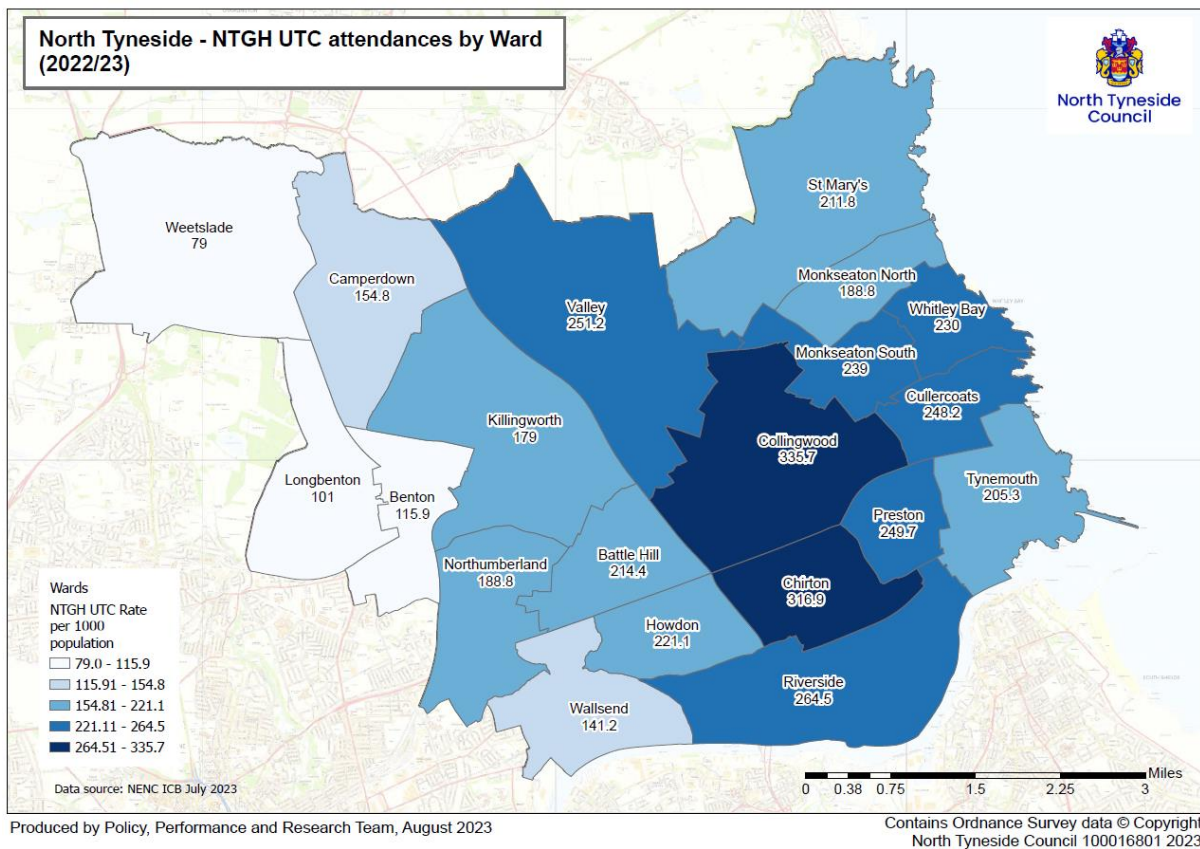 North Tyneside - NTGH UTC attendances by Ward
(2022/23)
North Tyneside
Council
St Mary's
211.8
Weetslade
79
Camperdown
154.8
Monkseaton North
188.8
Valley
251.2
Whitley Bay
230
Monkseaton South
239
Cullercoats
248.2
Killingworth
179
Collingwood
335.7
Tynemouth
205.3
Longbenton
101
Benton
115.9
Preston
249.7
Battle Hill
214.4
Northumberland
188.8
Chirton
316.9
Howdon
221.1
Riverside
264.5
Wallsend
141.2
Wards
NTGH UTC Rate
per 1000
population
79.0 - 115.9
115.91 - 154.8
154.81 - 221.1
221.11 - 264.5
264.51 - 335.7
Data source: NENC ICB July 2023
Miles
0 0.38 0.75 1.5 2.25 3
Produced by Policy, Performance and Research Team, August 2023
Contains Ordnance Survey data © Copyright
North Tyneside Council 100016801 2023